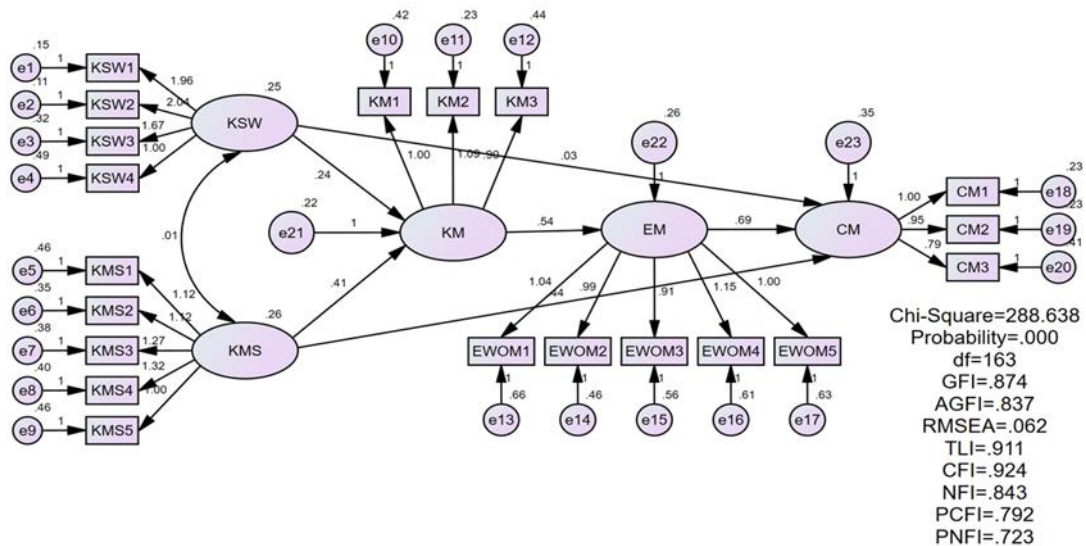 .15
e1
1
KSW1
.11
e2
1
KSW2
.32
e3
1
KSW3
.49
e4
1
KSW4
1.96
2.04
1.67
1.00
.25
KSW
.42
e10
1
KM1
.23
e11
1
KM2
.44
e12
1
KM3
1.00
1.09
.90
.24
.03
.22
e21
1
KM
.01
.54
.26
e22
1
EM
.69
.35
e23
1
CM
1.00
.95
.79
CM1
1
e18
.23
CM2
1
e19
.23
CM3
1
e20
.41
.46
e5
1
KMS1
.35
e6
1
KMS2
.38
e7
1
KMS3
.40
e8
1
KMS4
.46
e9
1
KMS5
1.12
1.12
1.27
1.32
1.00
.26
KMS
.41
.44
1.04
.99
.91
1.15
1.00
EWOM1
EWOM2
EWOM3
EWOM4
EWOM5
1
1
1
1
1
.66
.46
.56
.61
.63
e13
e14
e15
e16
e17
Chi-Square=288.638
Probability=.000
df=163
GFI=.874
AGFI=.837
RMSEA=.062
TLI=.911
CFI=.924
NFI=.843
PCFI=.792
PNFI=.723